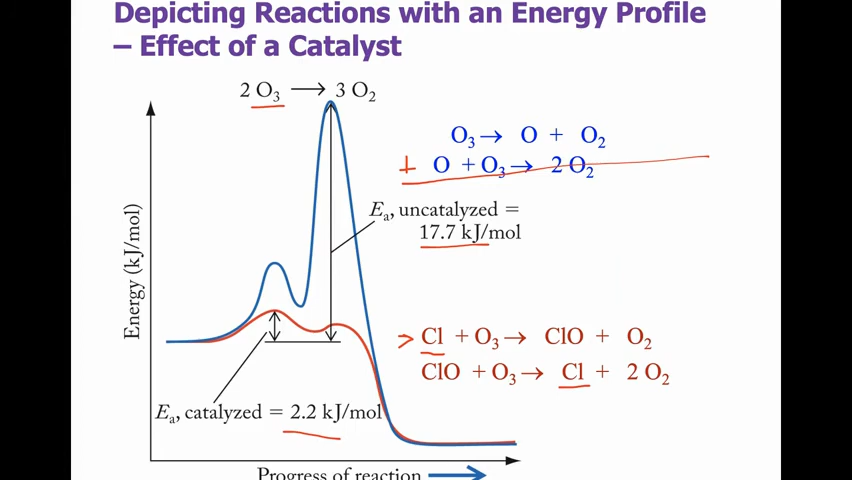 Depicting Reactions with an Energy Profile
– Effect of a Catalyst
2 O₃ → 3 O₂
O₃ → O + O₂
+ O + O₃ → 2 O₂
Eₐ, uncatalyzed =
17.7 kJ/mol
Energy (kJ/mol)
> Cl + O₃ → ClO + O₂
ClO + O₃ → Cl + 2 O₂
Eₐ, catalyzed = 2.2 kJ/mol
Progress of reaction